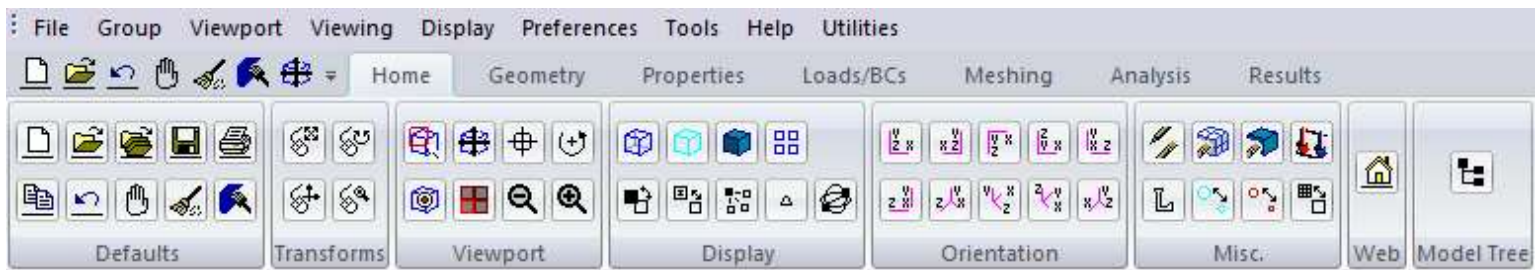 File Group Viewport Viewing Display Preferences Tools Help Utilities
Home Geometry Properties Loads/BCs Meshing Analysis Results
Defaults Transforms Viewport Display Orientation Misc. Web Model Tree